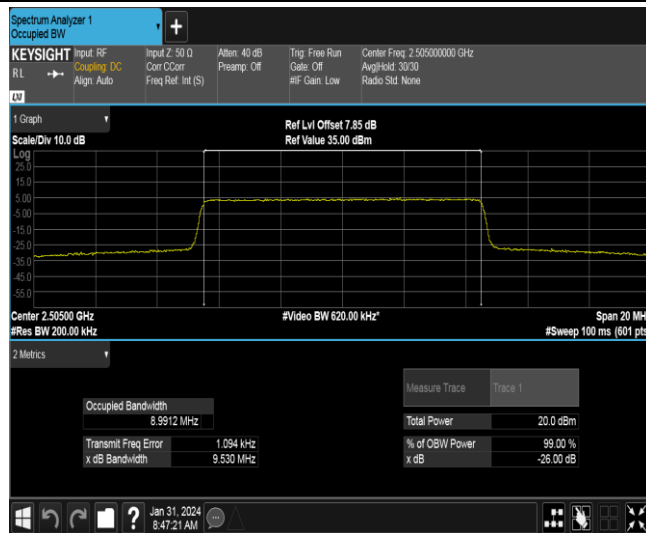 Spectrum Analyzer 1
Occupied BW
+
KEYSIGHT
RL
Input: RF
Coupling: DC
Align: Auto
Input Z: 50 Ω
Corr CCorr
Freq Ref: Int (S)
Atten: 40 dB
Preamp: Off
Trig: Free Run
Gate: Off
#IF Gain: Low
Center Freq: 2.505000000 GHz
Avg|Hold: 30/30
Radio Std: None
1 Graph
Scale/Div 10.0 dB
Ref Lvl Offset 7.85 dB
Ref Value 35.00 dBm
Log
25.0
15.0
5.00
-5.00
-15.0
-25.0
-35.0
-45.0
-55.0
Center 2.50500 GHz
#Res BW 200.00 kHz
#Video BW 620.00 kHz*
Span 20 MH
#Sweep 100 ms (601 pts
2 Metrics
Measure Trace Trace 1
Occupied Bandwidth
8.9912 MHz
Total Power 20.0 dBm
Transmit Freq Error 1.094 kHz
% of OBW Power 99.00 %
x dB Bandwidth 9.530 MHz
x dB -26.00 dB
?
Jan 31, 2024
8:47:21 AM